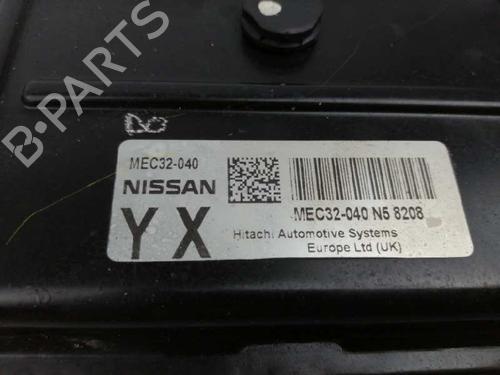 B-PARTS
MEC32-040
NISSAN
YX
MEC32-040 N5 8208
Hitachi Automotive Systems
Europe Ltd (UK)